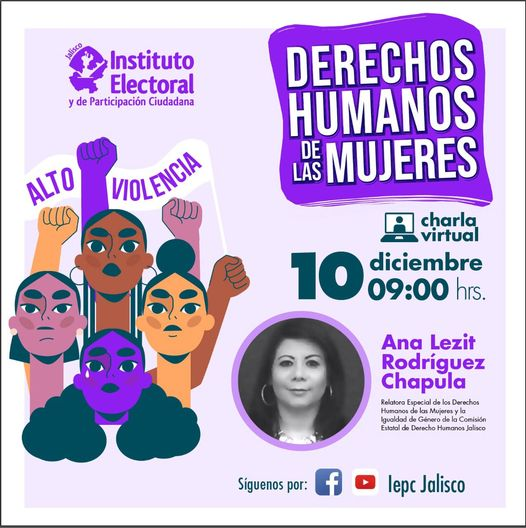 Jalisco
Instituto
Electoral
y de Participación Ciudadana
DERECHOS
HUMANOS
DE LAS MUJERES
ALTO VIOLENCIA
charla
virtual
10 diciembre
09:00 hrs.
Ana Lezit
Rodríguez
Chapula
Relatora Especial de los Derechos
Humanos de las Mujeres y la
Igualdad de Género de la Comisión
Estatal de Derecho Humanos Jalisco
Síguenos por: Iepc Jalisco